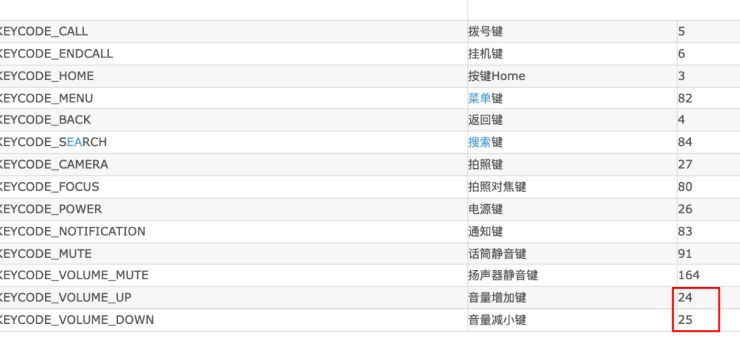 KEYCODE_CALL 拨号键 5
KEYCODE_ENDCALL 挂机键 6
KEYCODE_HOME 按键Home 3
KEYCODE_MENU 菜单键 82
KEYCODE_BACK 返回键 4
KEYCODE_SEARCH 搜索键 84
KEYCODE_CAMERA 拍照键 27
KEYCODE_FOCUS 拍照对焦键 80
KEYCODE_POWER 电源键 26
KEYCODE_NOTIFICATION 通知键 83
KEYCODE_MUTE 话筒静音键 91
KEYCODE_VOLUME_MUTE 扬声器静音键 164
KEYCODE_VOLUME_UP 音量增加键 24
KEYCODE_VOLUME_DOWN 音量减小键 25